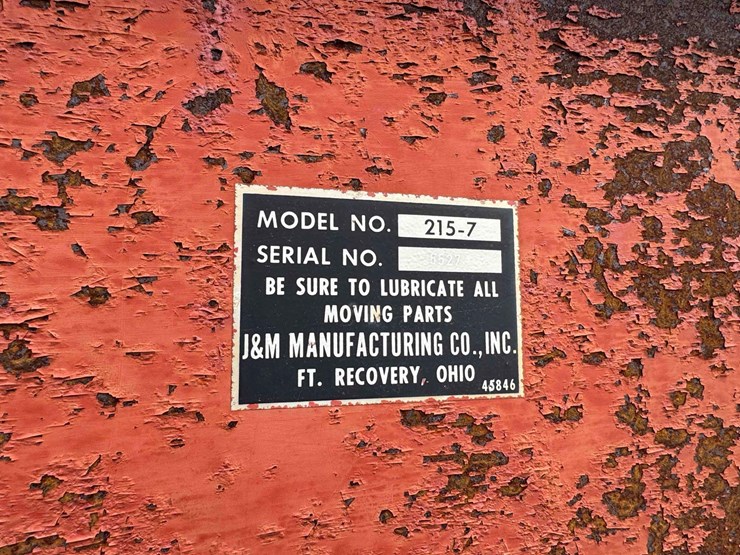 MODEL NO. 215-7
SERIAL NO.
BE SURE TO LUBRICATE ALL
MOVING PARTS
J&M MANUFACTURING CO., INC.
FT. RECOVERY, OHIO
45846